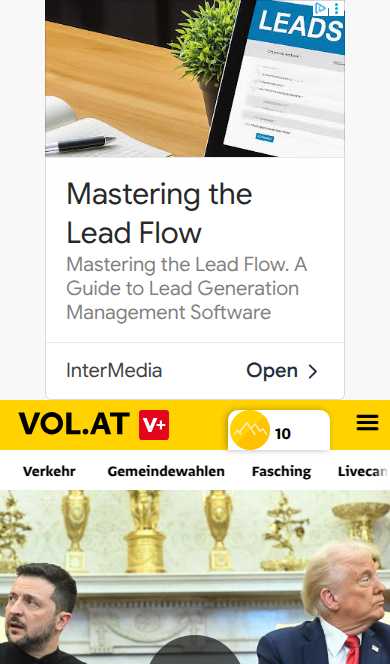 LEADS
Mastering the
Lead Flow
Mastering the Lead Flow. A
Guide to Lead Generation
Management Software
InterMedia
Open
VOL.AT V+
10
Verkehr Gemeindewahlen Fasching Livecam